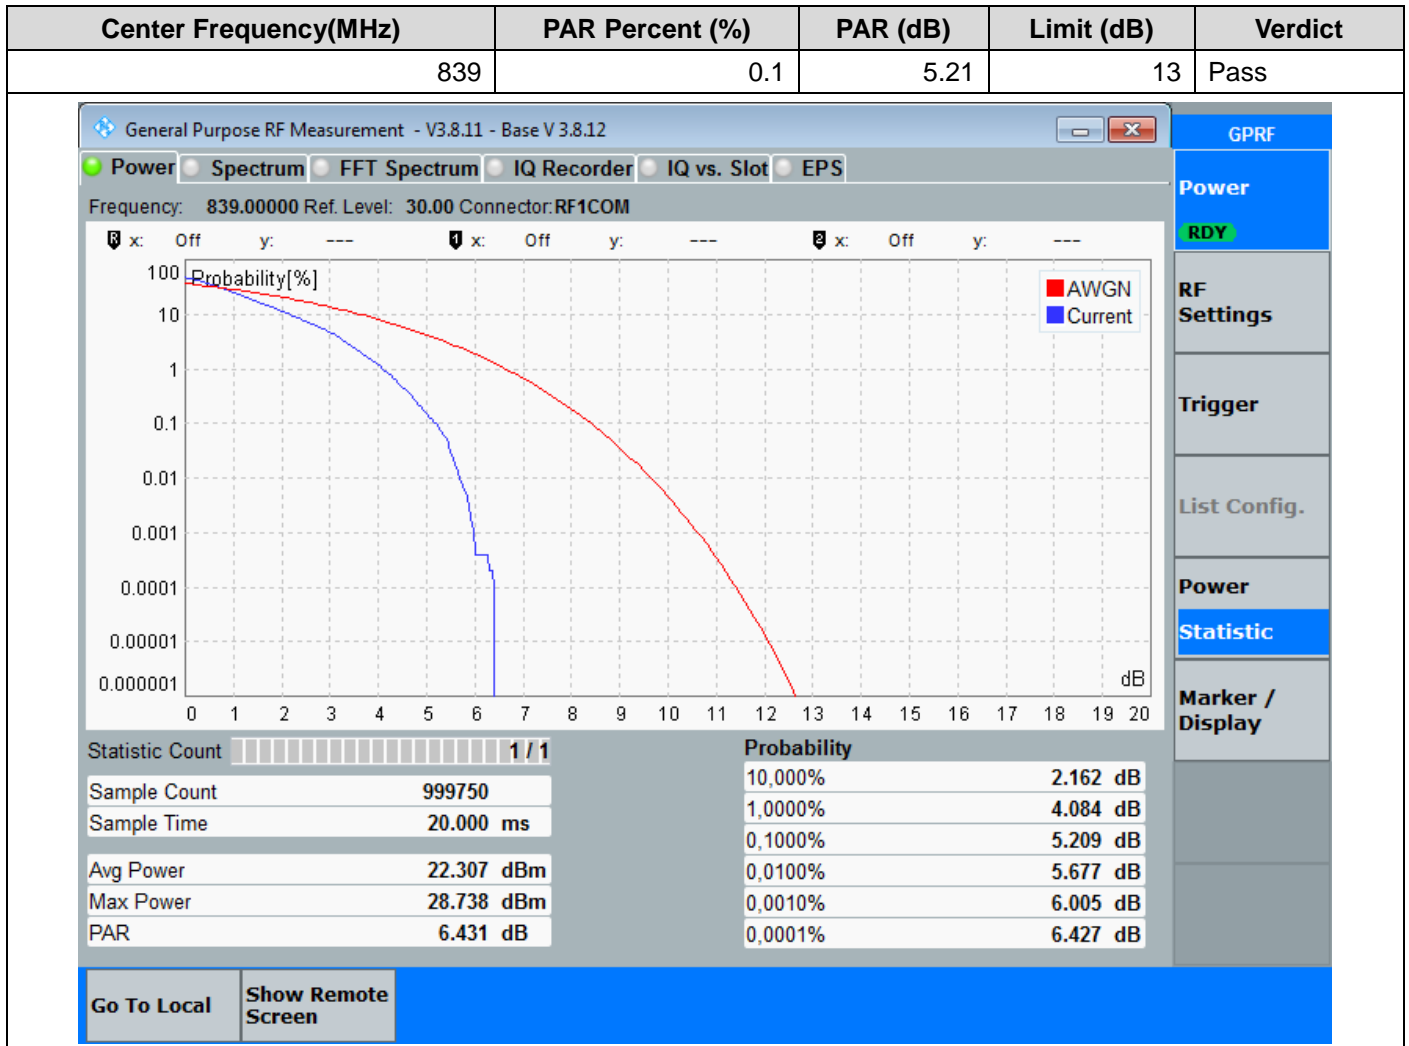 Center Frequency(MHz) PAR Percent (%) PAR (dB) Limit (dB) Verdict
839 0.1 5.21 13 Pass
General Purpose RF Measurement - V3.8.11 - Base V 3.8.12
GPRF
Power Spectrum FFT Spectrum IQ Recorder IQ vs. Slot EPS
Frequency: 839.00000 Ref. Level: 30.00 Connector: RF1COM
R x: Off y: --- 1 x: Off y: --- 2 x: Off y: ---
Probability[%]
100
10
1
0.1
0.01
0.001
0.0001
0.00001
0.000001
AWGN
Current
dB
0 1 2 3 4 5 6 7 8 9 10 11 12 13 14 15 16 17 18 19 20
Power
RDY
RF
Settings
Trigger
List Config.
Power
Statistic
Marker /
Display
Statistic Count 1 / 1
Sample Count 999750
Sample Time 20.000 ms
Avg Power 22.307 dBm
Max Power 28.738 dBm
PAR 6.431 dB
Probability
10,000% 2.162 dB
1,0000% 4.084 dB
0,1000% 5.209 dB
0,0100% 5.677 dB
0,0010% 6.005 dB
0,0001% 6.427 dB
Go To Local
Show Remote
Screen